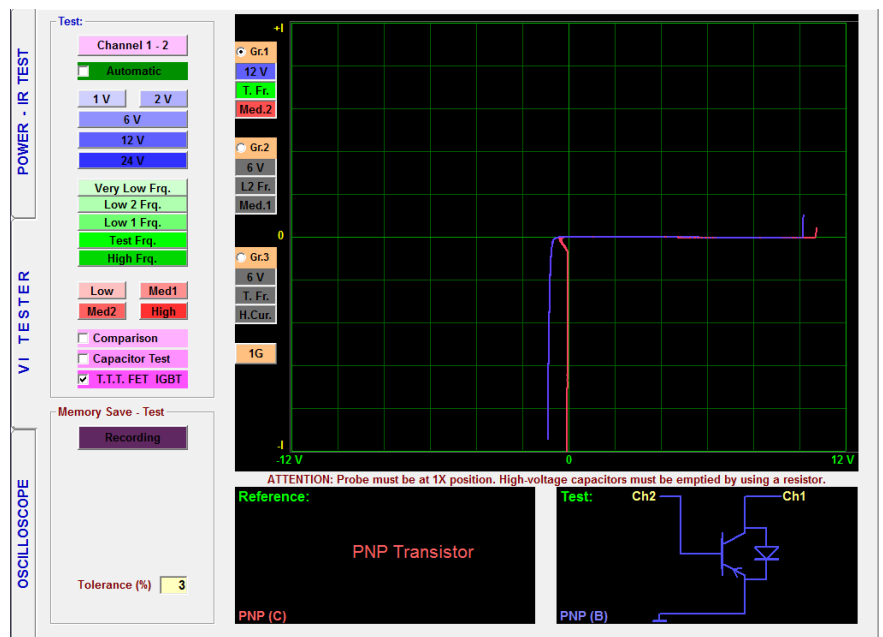 POWER - IR TEST
VI TESTER
OSCILLOSCOPE
Test:
Channel 1 - 2
Automatic
1 V
2 V
6 V
12 V
24 V
Very Low Frq.
Low 2 Frq.
Low 1 Frq.
Test Frq.
High Frq.
Low
Med1
Med2
High
Comparison
Capacitor Test
T.T.T. FET IGBT
Memory Save - Test
Recording
Tolerance (%) 3
Gr.1
12 V
T. Fr.
Med.2
Gr.2
6 V
L2 Fr.
Med.1
Gr.3
6 V
T. Fr.
H.Cur.
1G
+I
0
-I
-12 V
0
12 V
ATTENTION: Probe must be at 1X position. High-voltage capacitors must be emptied by using a resistor.
Reference:
PNP Transistor
PNP (C)
Test:
Ch2
Ch1
PNP (B)